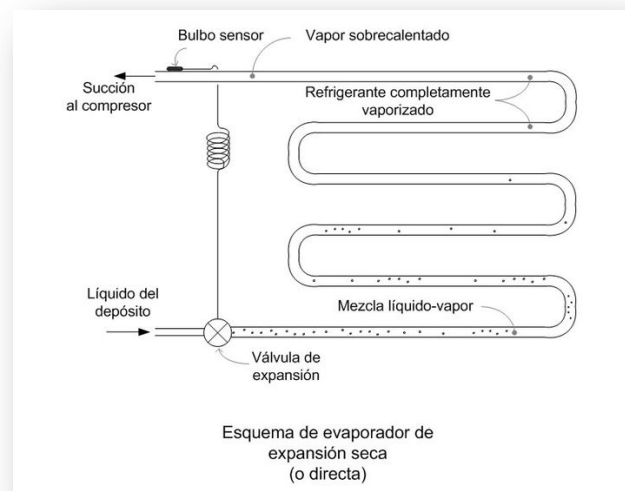 Bulbo sensor
Vapor sobrecalentado
Succión
al compresor
Refrigerante completamente
vaporizado
Líquido del
depósito
Mezcla líquido-vapor
Válvula de
expansión
Esquema de evaporador de
expansión seca
(o directa)